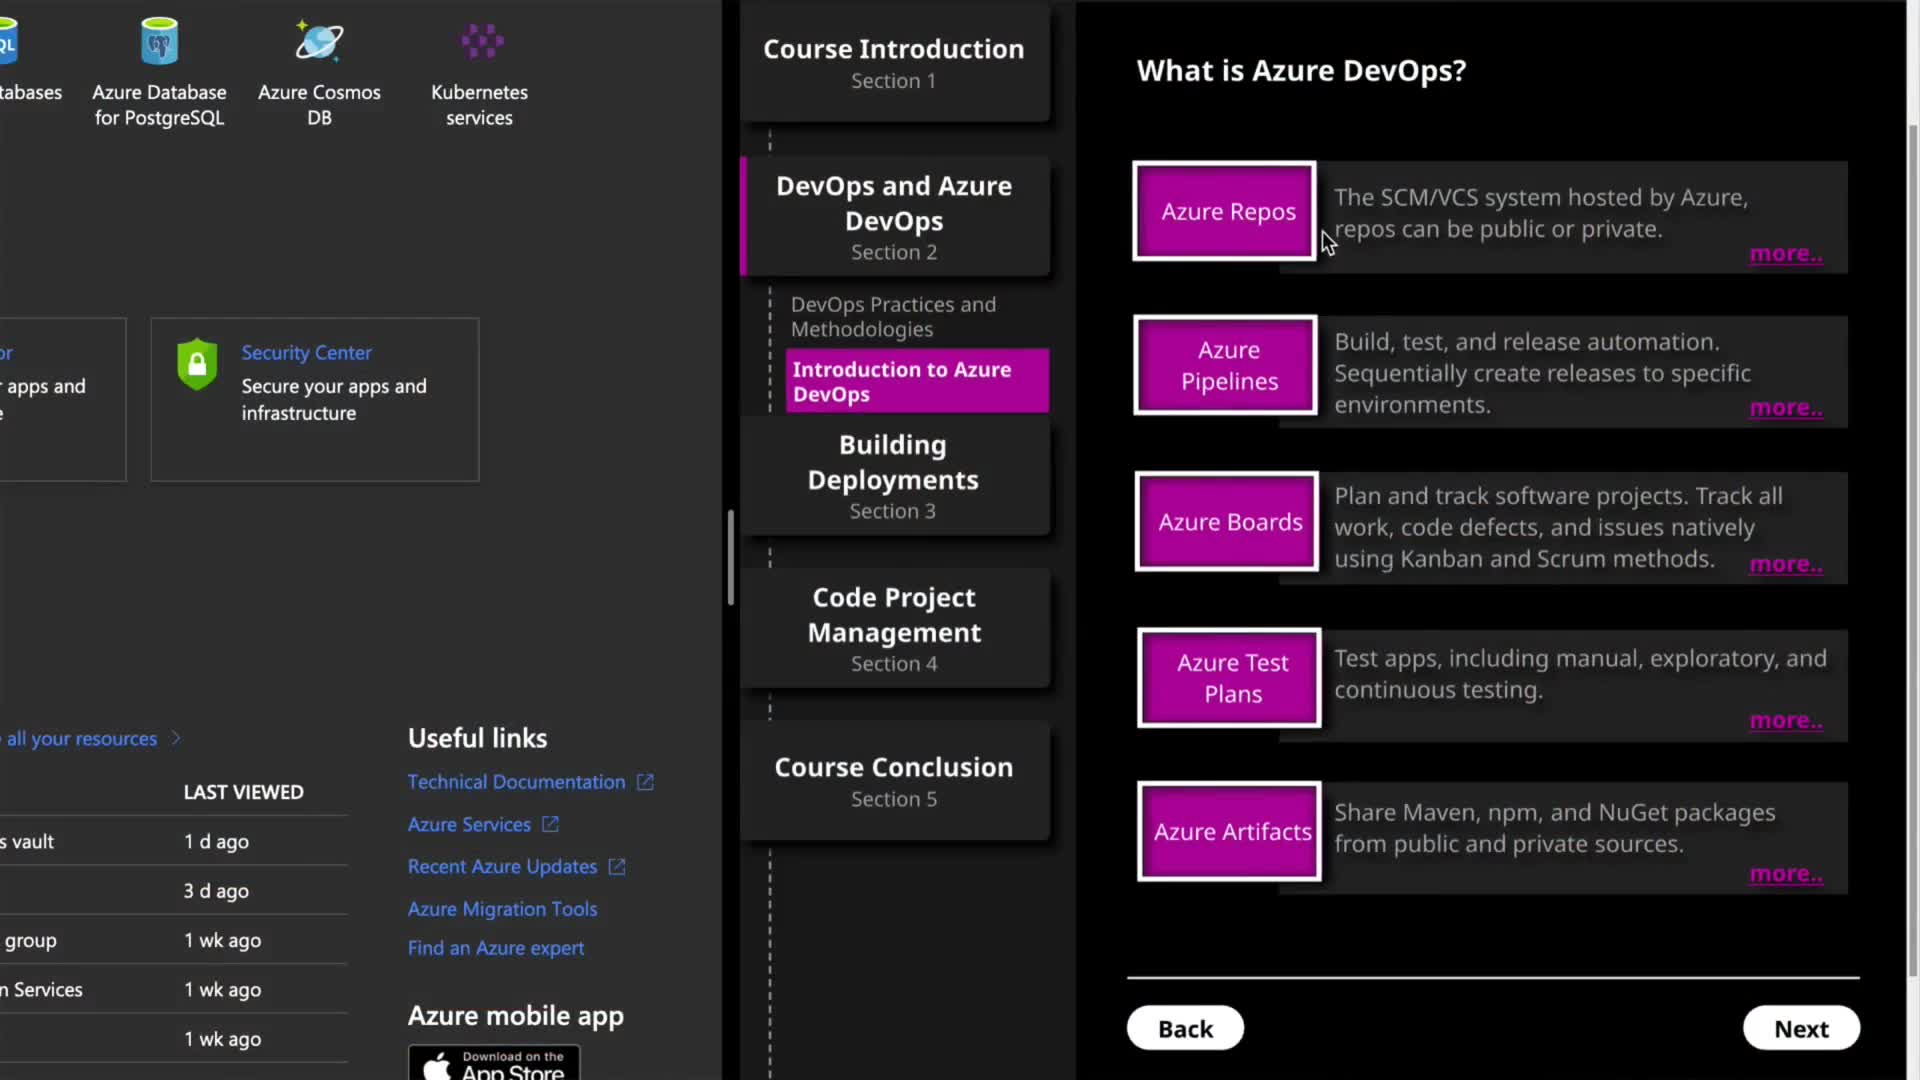 QL
tabases
Azure Database
for PostgreSQL
Azure Cosmos
DB
Kubernetes
services
or
r apps and
e
Security Center
Secure your apps and
infrastructure
all your resources
LAST VIEWED
s vault
1 d ago
3 d ago
group
1 wk ago
n Services
1 wk ago
1 wk ago
Useful links
Technical Documentation
Azure Services
Recent Azure Updates
Azure Migration Tools
Find an Azure expert
Azure mobile app
Download on the
App Store
Course Introduction
Section 1
DevOps and Azure
DevOps
Section 2
DevOps Practices and
Methodologies
Introduction to Azure
DevOps
Building
Deployments
Section 3
Code Project
Management
Section 4
Course Conclusion
Section 5
What is Azure DevOps?
Azure Repos
The SCM/VCS system hosted by Azure,
repos can be public or private.
more..
Azure
Pipelines
Build, test, and release automation.
Sequentially create releases to specific
environments.
more..
Azure Boards
Plan and track software projects. Track all
work, code defects, and issues natively
using Kanban and Scrum methods.
more..
Azure Test
Plans
Test apps, including manual, exploratory, and
continuous testing.
more..
Azure Artifacts
Share Maven, npm, and NuGet packages
from public and private sources.
more..
Back
Next